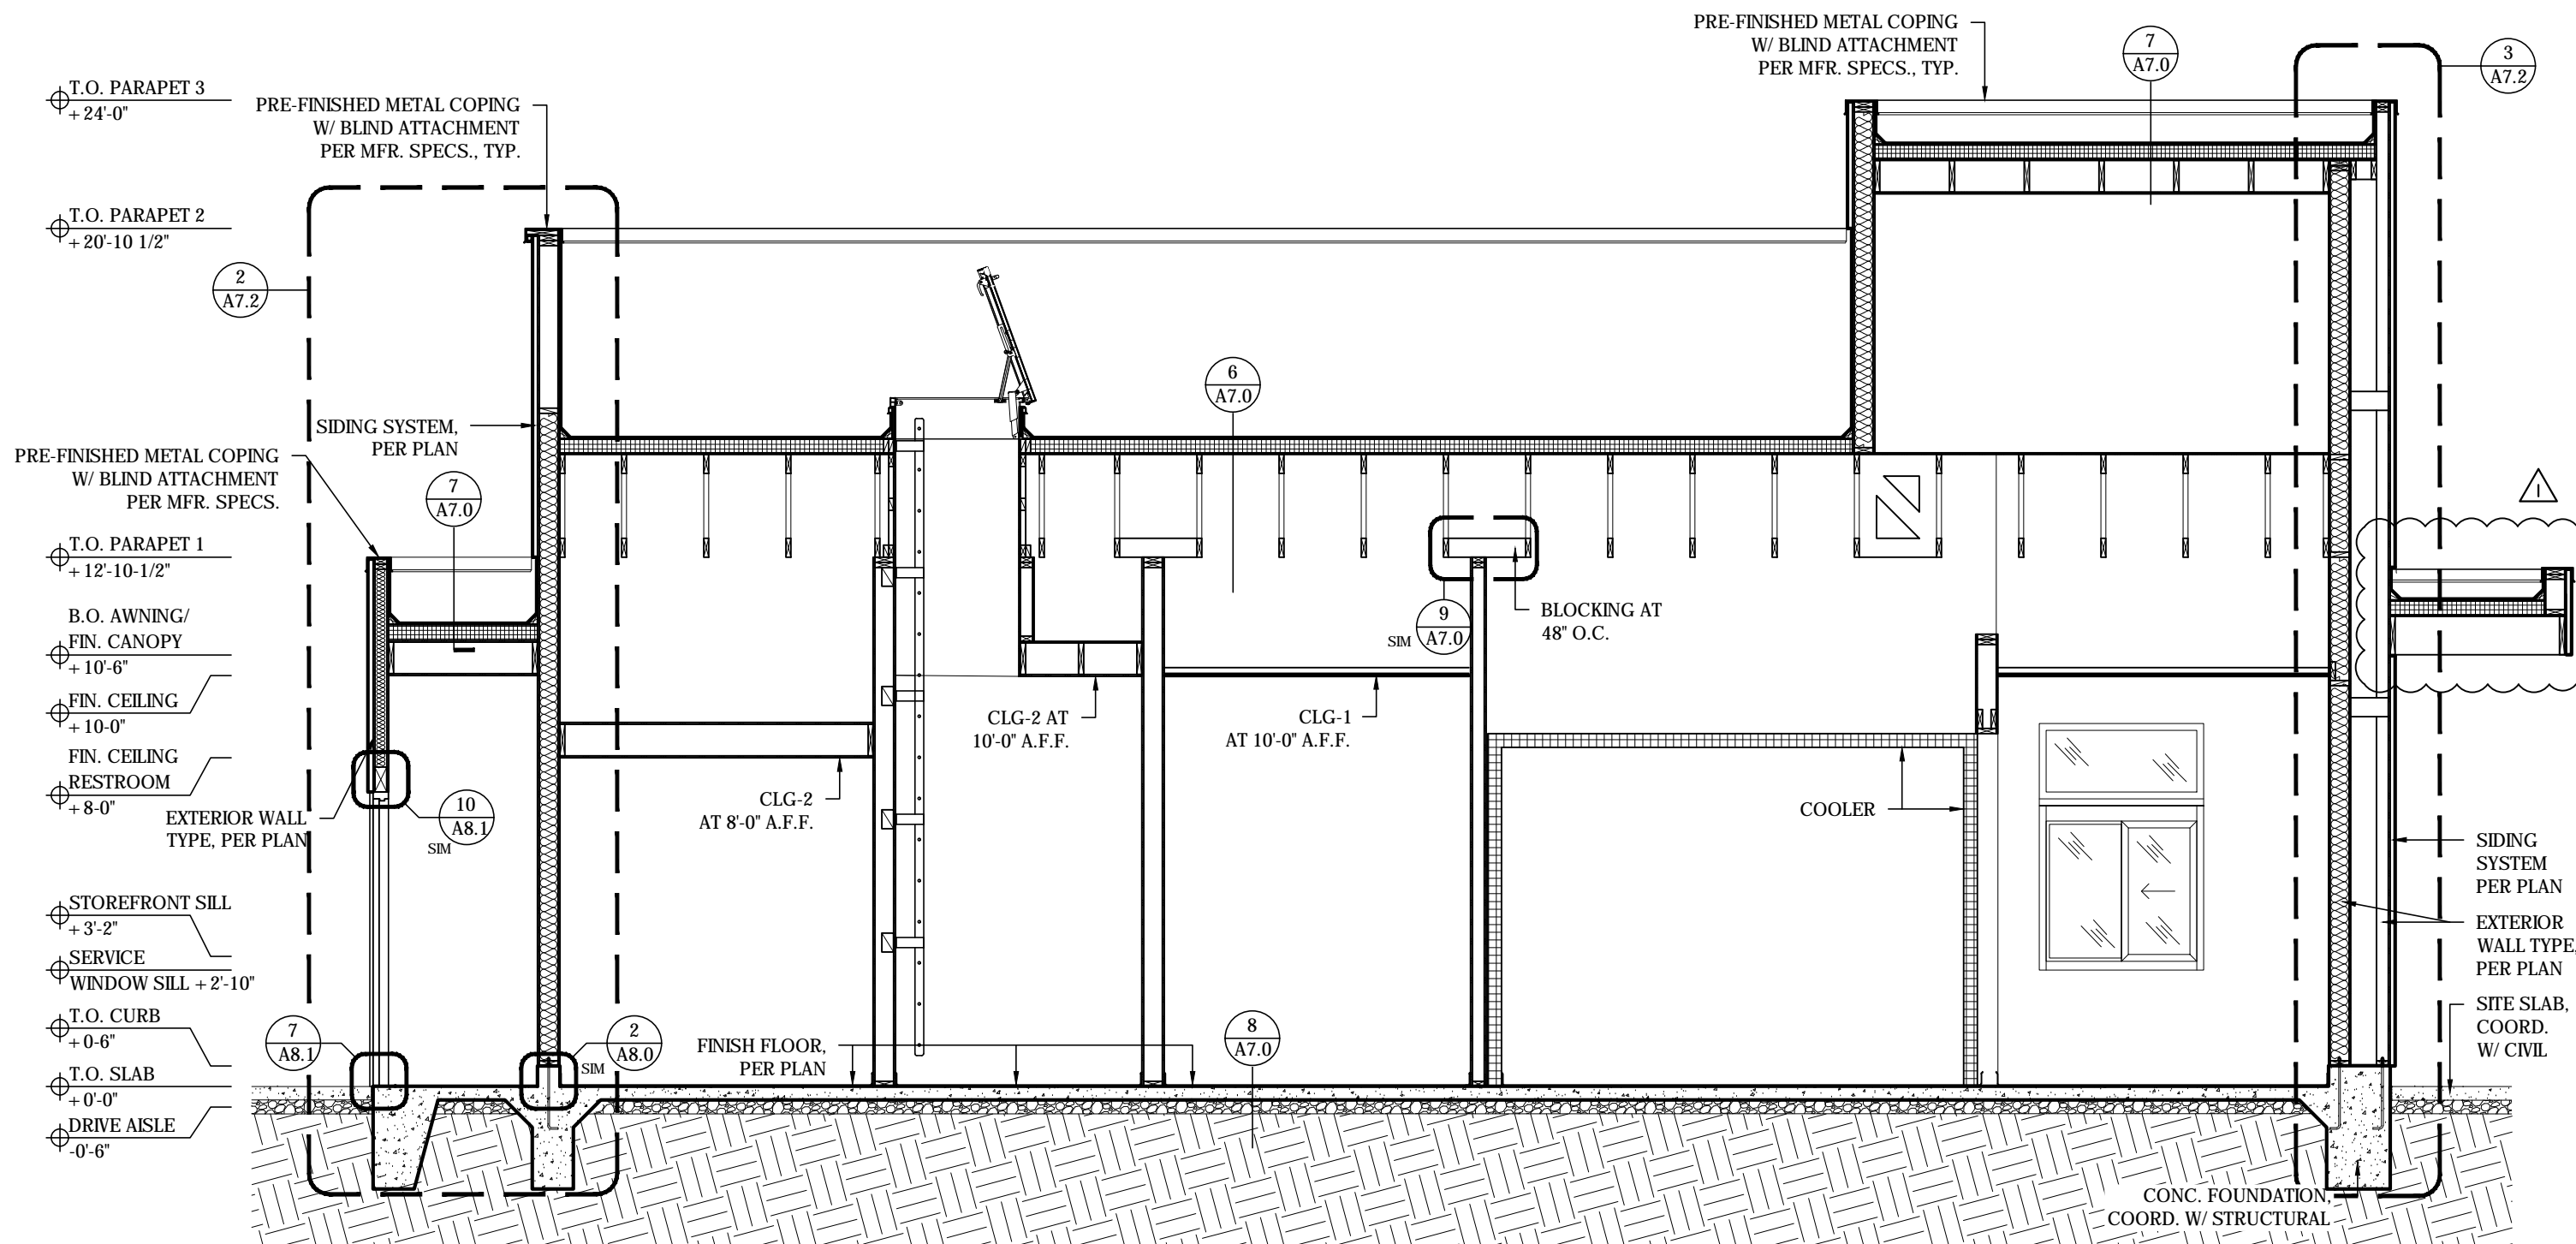 PRE-FINISHED METAL COPING
W/ BLIND ATTACHMENT
PER MFR. SPECS., TYP.
7
A7.0
3
A7.2
T.O. PARAPET 3
+24'-0"
PRE-FINISHED METAL COPING
W/ BLIND ATTACHMENT
PER MFR. SPECS., TYP.
T.O. PARAPET 2
+20'-10 1/2"
2
A7.2
6
A7.0
SIDING SYSTEM,
PER PLAN
PRE-FINISHED METAL COPING
W/ BLIND ATTACHMENT
PER MFR. SPECS.
7
A7.0
1
T.O. PARAPET 1
+12'-10-1/2"
B.O. AWNING/
FIN. CANOPY
+10'-6"
9
A7.0
SIM
BLOCKING AT
48" O.C.
FIN. CEILING
+10-0"
CLG-2 AT
10'-0" A.F.F.
CLG-1
AT 10'-0" A.F.F.
FIN. CEILING
RESTROOM
+8-0"
EXTERIOR WALL
TYPE, PER PLAN
10
A8.1
SIM
CLG-2
AT 8'-0" A.F.F.
COOLER
SIDING
SYSTEM
PER PLAN
STOREFRONT SILL
+3'-2"
EXTERIOR
WALL TYPE,
PER PLAN
SERVICE
WINDOW SILL +2'-10"
SITE SLAB,
COORD.
W/ CIVIL
T.O. CURB
+0-6"
7
A8.1
2
A8.0
SIM
FINISH FLOOR,
PER PLAN
8
A7.0
T.O. SLAB
+0'-0"
DRIVE AISLE
-0'-6"
CONC. FOUNDATION,
COORD. W/ STRUCTURAL